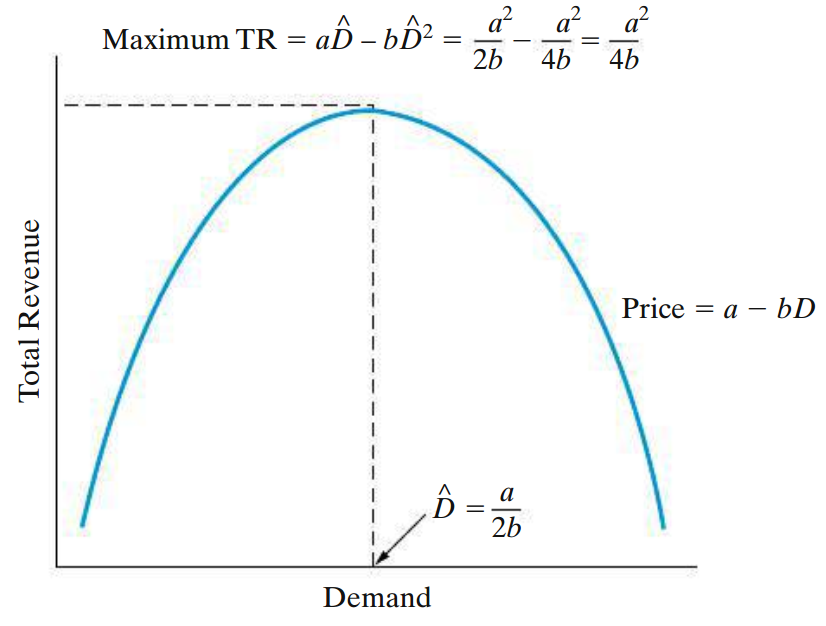 Maximum TR = aD̂ – bD̂² = a²/2b – a²/4b = a²/4b
Total Revenue
Price = a − bD
D̂ = a/2b
Demand